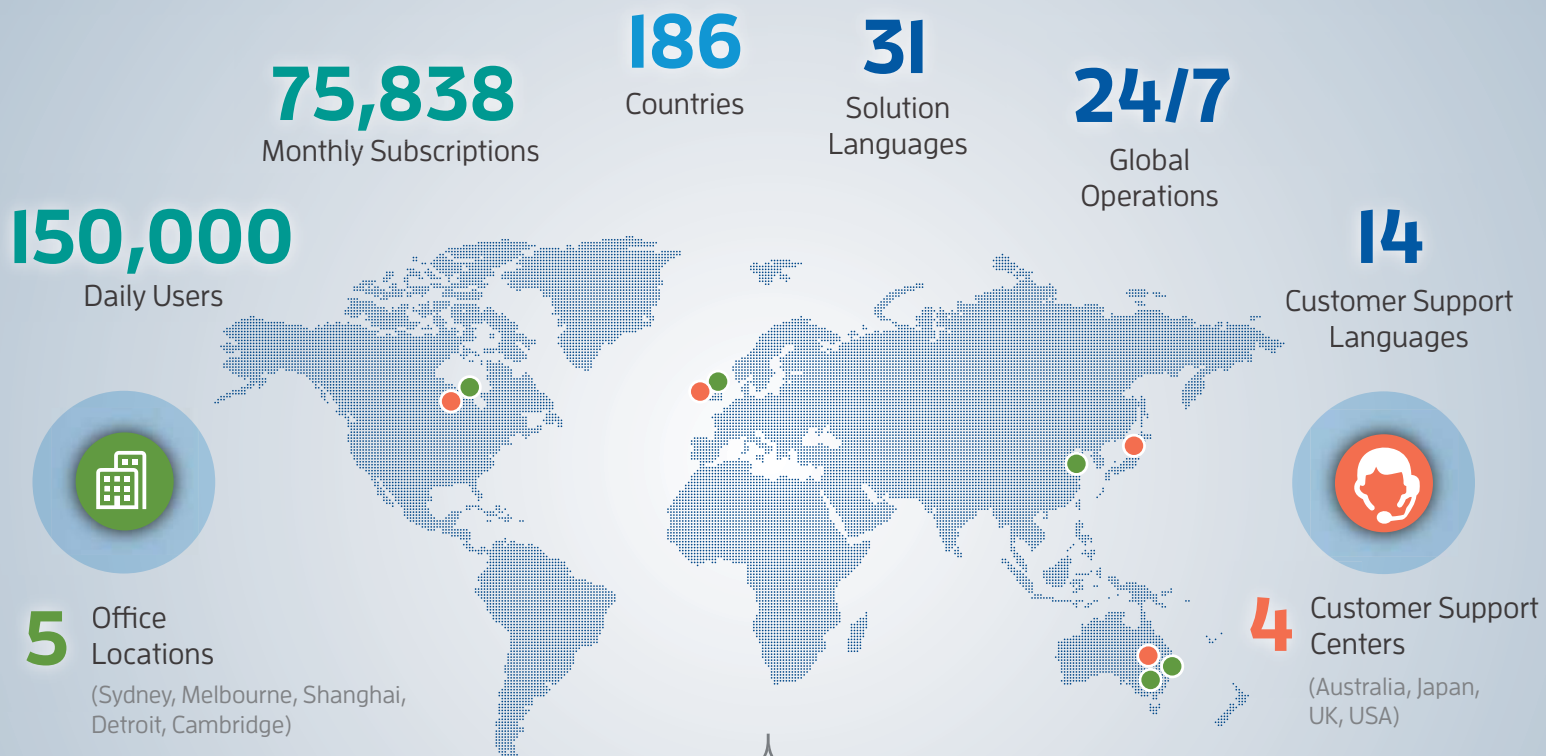 186
Countries
31
Solution
Languages
75,838
Monthly Subscriptions
24/7
Global
Operations
150,000
Daily Users
14
Customer Support
Languages
5
Office
Locations
(Sydney, Melbourne, Shanghai,
Detroit, Cambridge)
4
Customer Support
Centers
(Australia, Japan,
UK, USA)